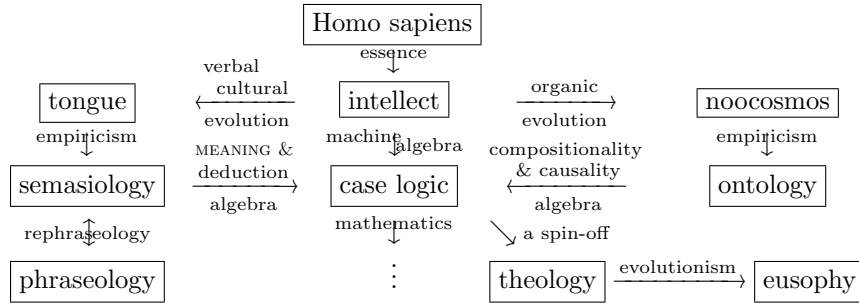 Homo sapiens
essence
verbal
cultural
organic
tongue
intellect
noocosmos
evolution
evolution
empiricism
machine
algebra
empiricism
MEANING &
compositionality
deduction
& causality
semasiology
case logic
ontology
algebra
algebra
rephraseology
mathematics
a spin-off
phraseology
⋮
theology
evolutionism
eusophy